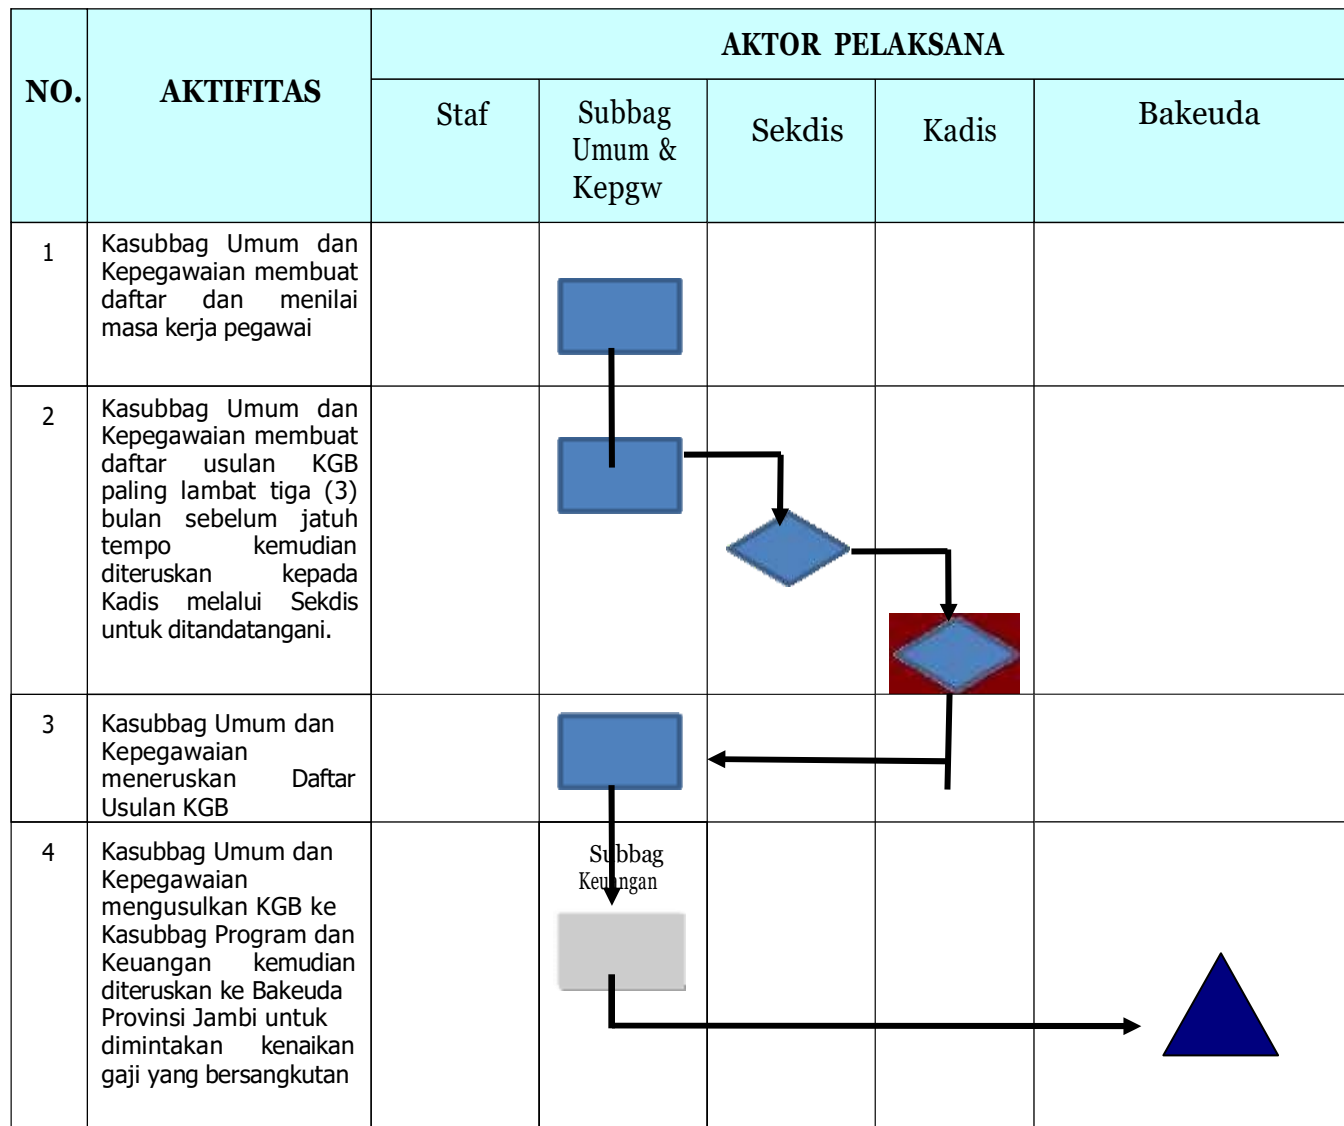 NO.
AKTIFITAS
AKTOR PELAKSANA
Staf
Subbag
Umum &
Kepgw
Sekdis
Kadis
Bakeuda
1
Kasubbag Umum dan
Kepegawaian membuat
daftar dan menilai
masa kerja pegawai
2
Kasubbag Umum dan
Kepegawaian membuat
daftar usulan KGB
paling lambat tiga (3)
bulan sebelum jatuh
tempo kemudian
diteruskan kepada
Kadis melalui Sekdis
untuk ditandatangani.
3
Kasubbag Umum dan
Kepegawaian
meneruskan Daftar
Usulan KGB
4
Kasubbag Umum dan
Kepegawaian
mengusulkan KGB ke
Kasubbag Program dan
Keuangan kemudian
diteruskan ke Bakeuda
Provinsi Jambi untuk
dimintakan kenaikan
gaji yang bersangkutan
Subbag
Keuangan